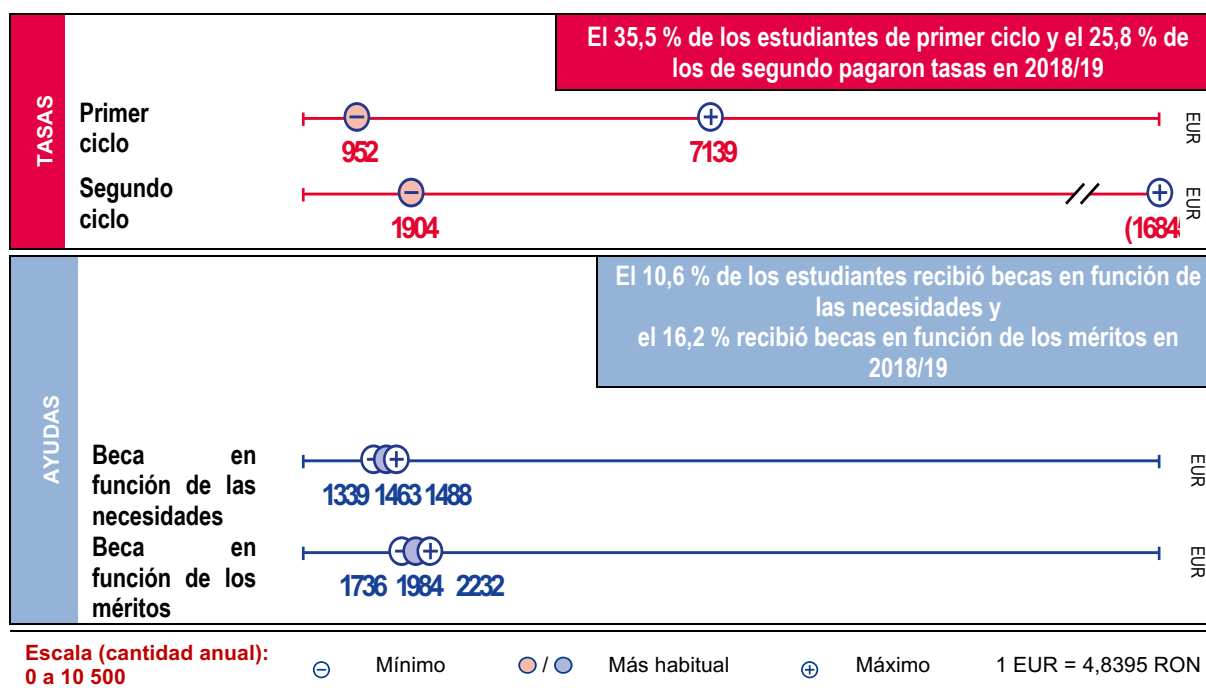 El 35,5 % de los estudiantes de primer ciclo y el 25,8 % de
los de segundo pagaron tasas en 2018/19
TASAS
Primer
ciclo
952
7139
EUR
Segundo
ciclo
1904
EUR
El 10,6 % de los estudiantes recibió becas en función de
las necesidades y
el 16,2 % recibió becas en función de los méritos en
2018/19
AYUDAS
Beca en
función de las
necesidades
1339 1463 1488
EUR
Beca en
función de los
méritos
1736 1984 2232
EUR
Escala (cantidad anual):
0 a 10 500
Mínimo
/
Más habitual
Máximo
1 EUR = 4,8395 RON